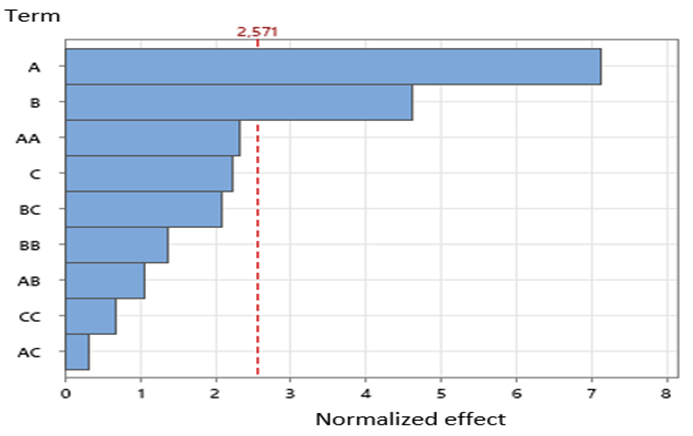 Term
2,571
A
B
AA
C
BC
BB
AB
CC
AC
0 1 2 3 4 5 6 7 8
Normalized effect